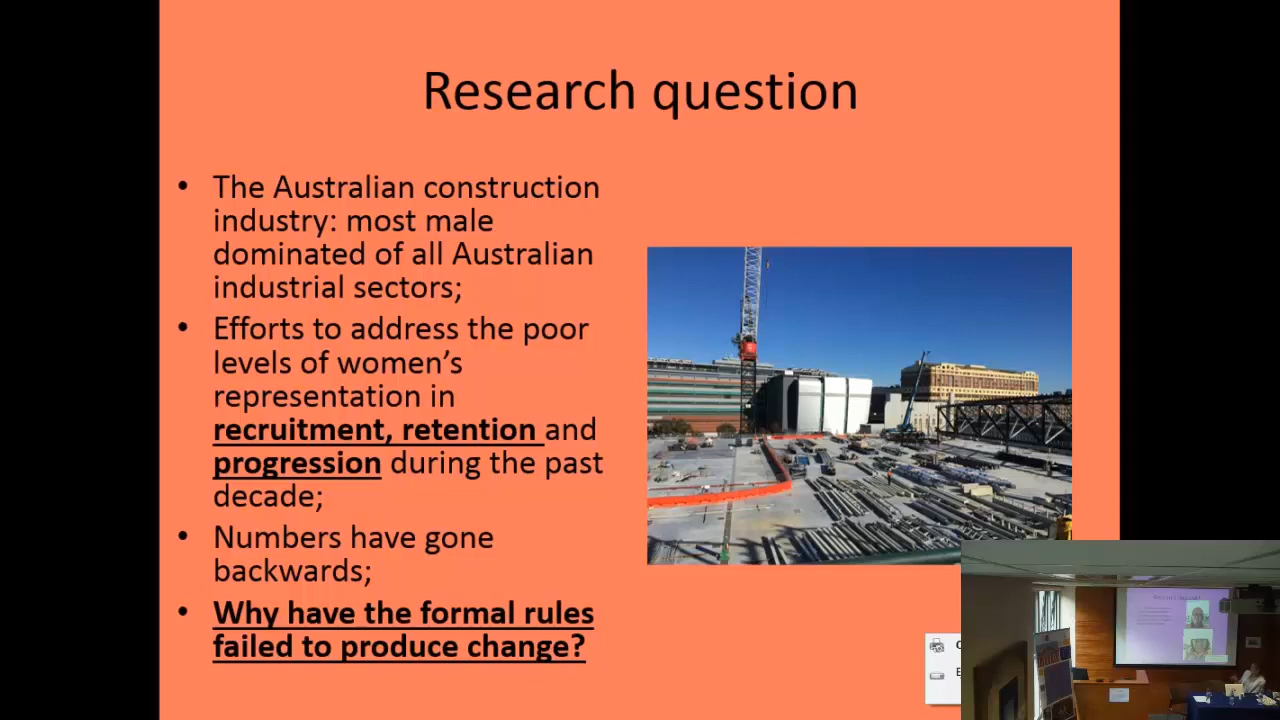 Research question
• The Australian construction
industry: most male
dominated of all Australian
industrial sectors;
• Efforts to address the poor
levels of women's
representation in
recruitment, retention and
progression during the past
decade;
• Numbers have gone
backwards;
• Why have the formal rules
failed to produce change?